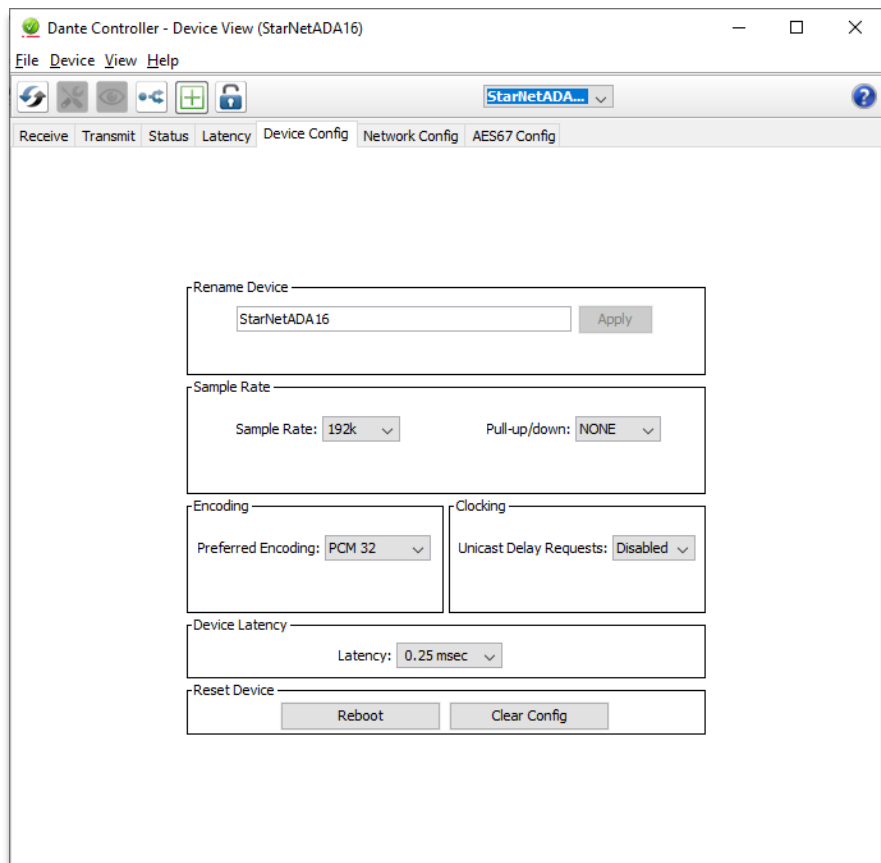 Dante Controller - Device View (StarNetADA16)
File Device View Help
StarNetADA...
?
Receive Transmit Status Latency Device Config Network Config AES67 Config
Rename Device
StarNetADA16 Apply
Sample Rate
Sample Rate: 192k Pull-up/down: NONE
Encoding Clocking
Preferred Encoding: PCM 32 Unicast Delay Requests: Disabled
Device Latency
Latency: 0.25 msec
Reset Device
Reboot Clear Config